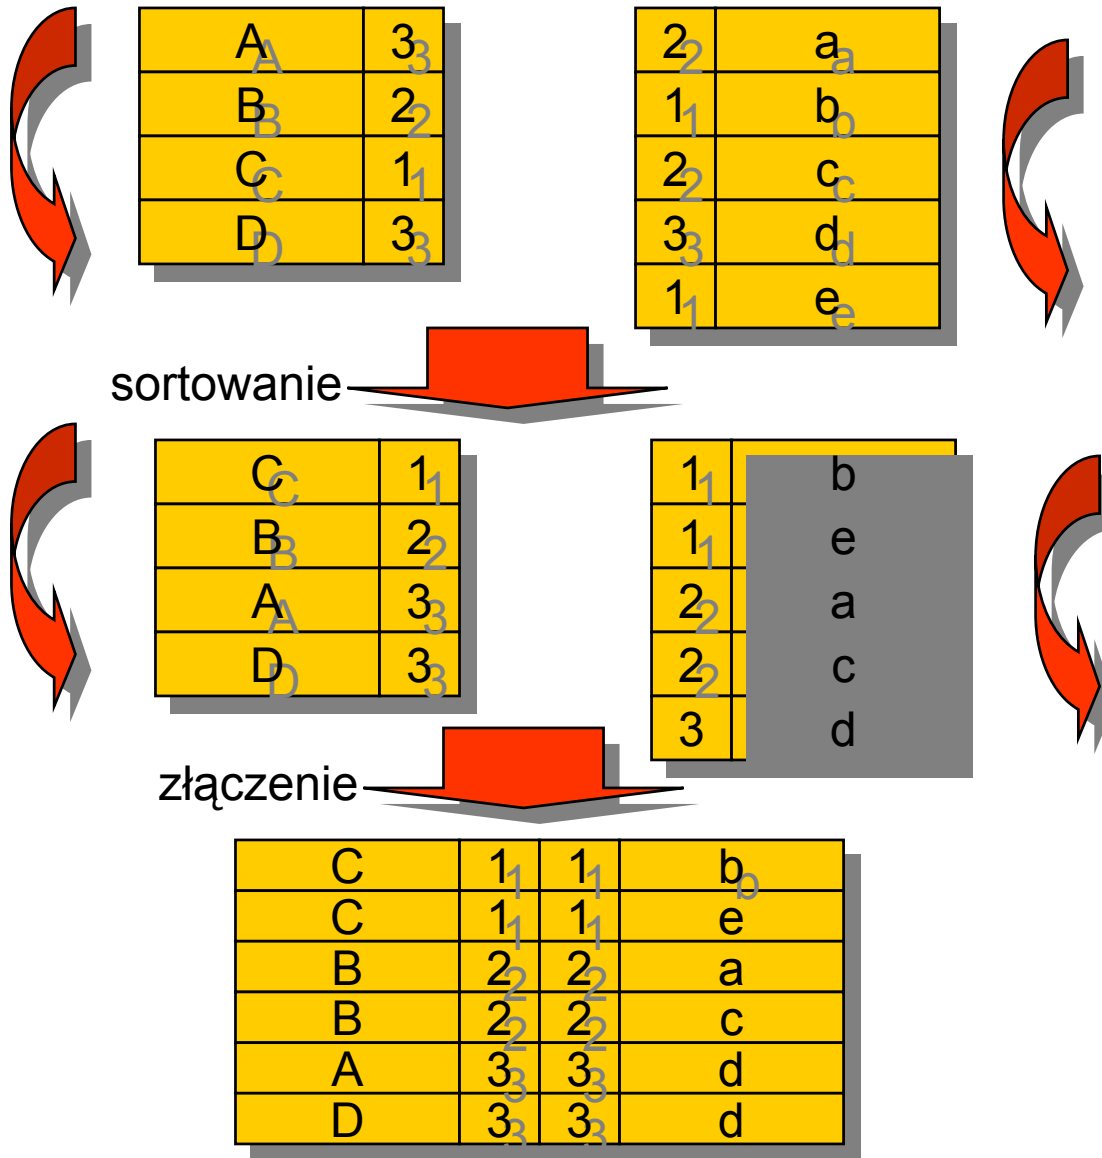 A 3 2 a
B 2 1 b
C 1 2 c
D 3 3 d
1 e
sortowanie
C 1 1 b
B 2 1 e
A 3 2 a
D 3 2 c
3 d
złączenie
C 1 1 b
C 1 1 e
B 2 2 a
B 2 2 c
A 3 3 d
D 3 3 d